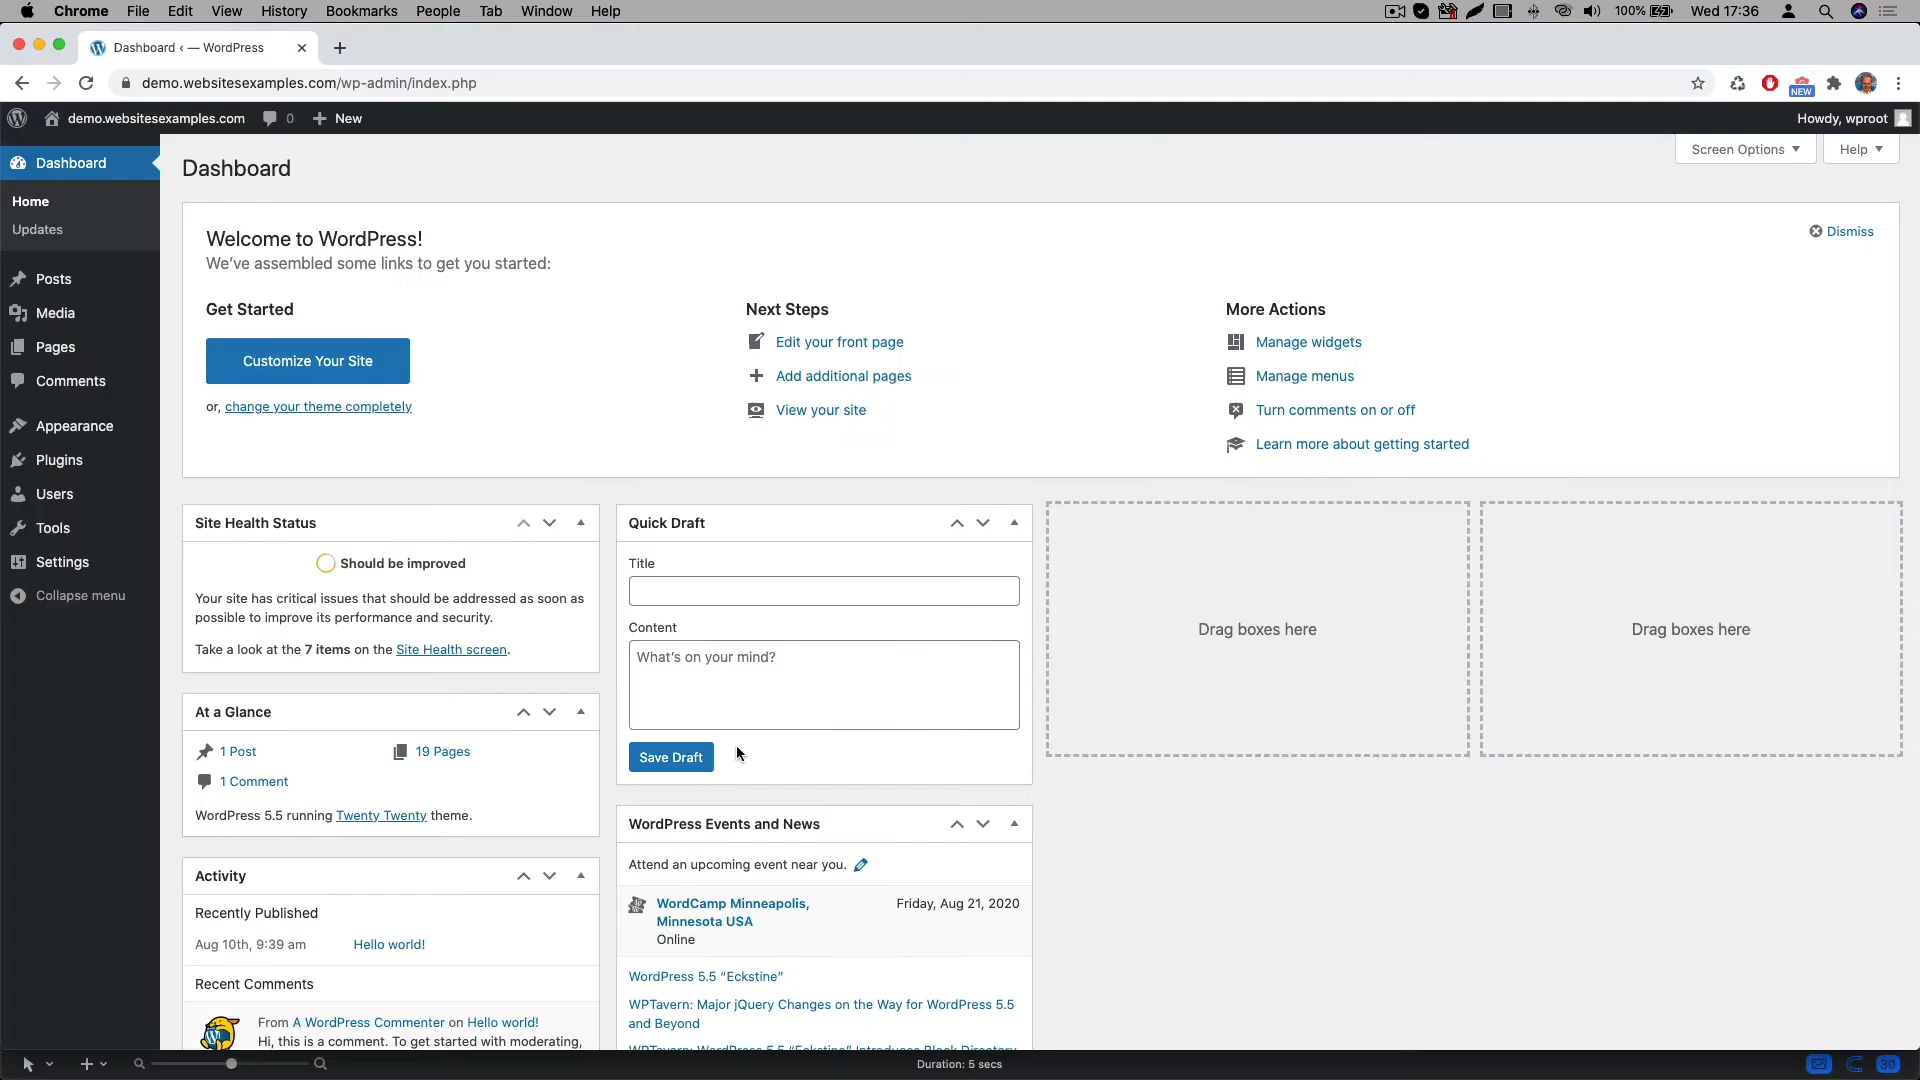 Chrome File Edit View History Bookmarks People Tab Window Help
100% Wed 17:36
Dashboard ‹ — WordPress
demo.websitesexamples.com/wp-admin/index.php
NEW
demo.websitesexamples.com 0 New
Howdy, wproot
Dashboard
Home
Updates
Posts
Media
Pages
Comments
Appearance
Plugins
Users
Tools
Settings
Collapse menu
Dashboard
Screen Options
Help
Welcome to WordPress!
We’ve assembled some links to get you started:
Dismiss
Get Started
Customize Your Site
or, change your theme completely
Next Steps
Edit your front page
Add additional pages
View your site
More Actions
Manage widgets
Manage menus
Turn comments on or off
Learn more about getting started
Site Health Status
Should be improved
Your site has critical issues that should be addressed as soon as
possible to improve its performance and security.
Take a look at the 7 items on the Site Health screen.
At a Glance
1 Post
19 Pages
1 Comment
WordPress 5.5 running Twenty Twenty theme.
Activity
Recently Published
Aug 10th, 9:39 am Hello world!
Recent Comments
From A WordPress Commenter on Hello world!
Hi, this is a comment. To get started with moderating,
Quick Draft
Title
Content
What’s on your mind?
Save Draft
WordPress Events and News
Attend an upcoming event near you.
WordCamp Minneapolis,
Minnesota USA
Online
Friday, Aug 21, 2020
WordPress 5.5 “Eckstine”
WPTavern: Major jQuery Changes on the Way for WordPress 5.5
and Beyond
WPTavern: WordPress 5.5 “Eckstine” Introduces Block Directory
Drag boxes here
Drag boxes here
Duration: 5 secs
30